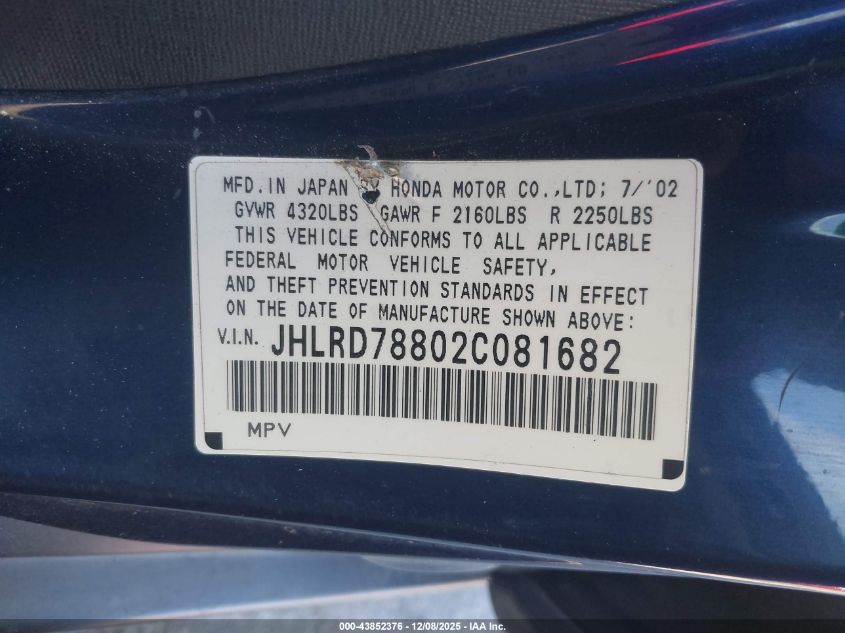 MFD. IN JAPAN BY HONDA MOTOR CO.,LTD; 7/'02
GVWR 4320LBS GAWR F 2160LBS R 2250LBS
THIS VEHICLE CONFORMS TO ALL APPLICABLE
FEDERAL MOTOR VEHICLE SAFETY,
AND THEFT PREVENTION STANDARDS IN EFFECT
ON THE DATE OF MANUFACTURE SHOWN ABOVE:
V.I.N. JHLRD78802C081682
MPV
000-43852376 - 12/08/2025 - IAA Inc.